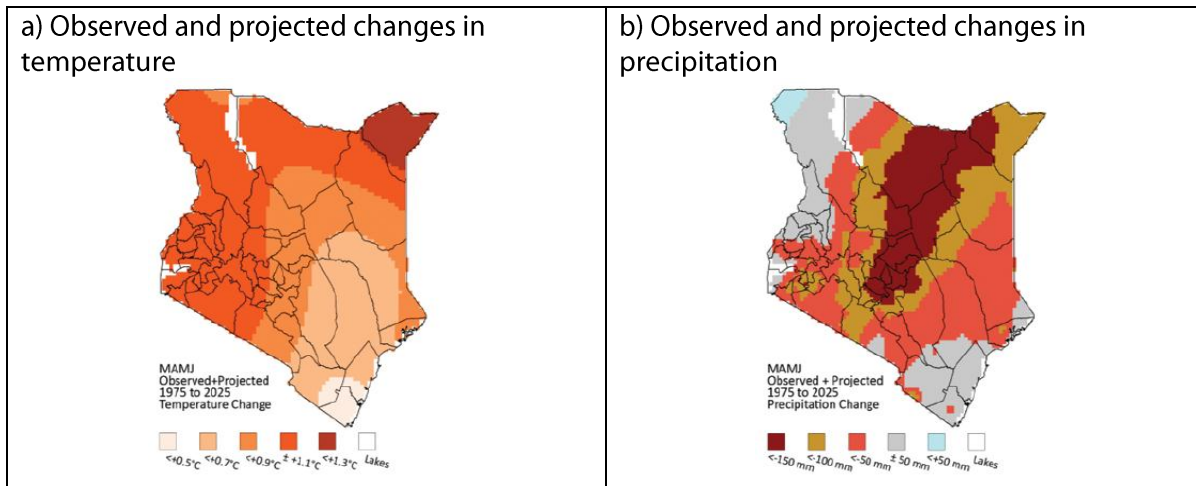 a) Observed and projected changes in
temperature
MAMJ
Observed+Projected
1975 to 2025
Temperature Change
<+0.5°C
<+0.7°C
<+0.9°C
± +1.1°C
<+1.3°C
Lakes
b) Observed and projected changes in
precipitation
MAMJ
Observed + Projected
1975 to 2025
Precipitation Change
<-150 mm
<-100 mm
<-50 mm
± 50 mm
<+50 mm
Lakes